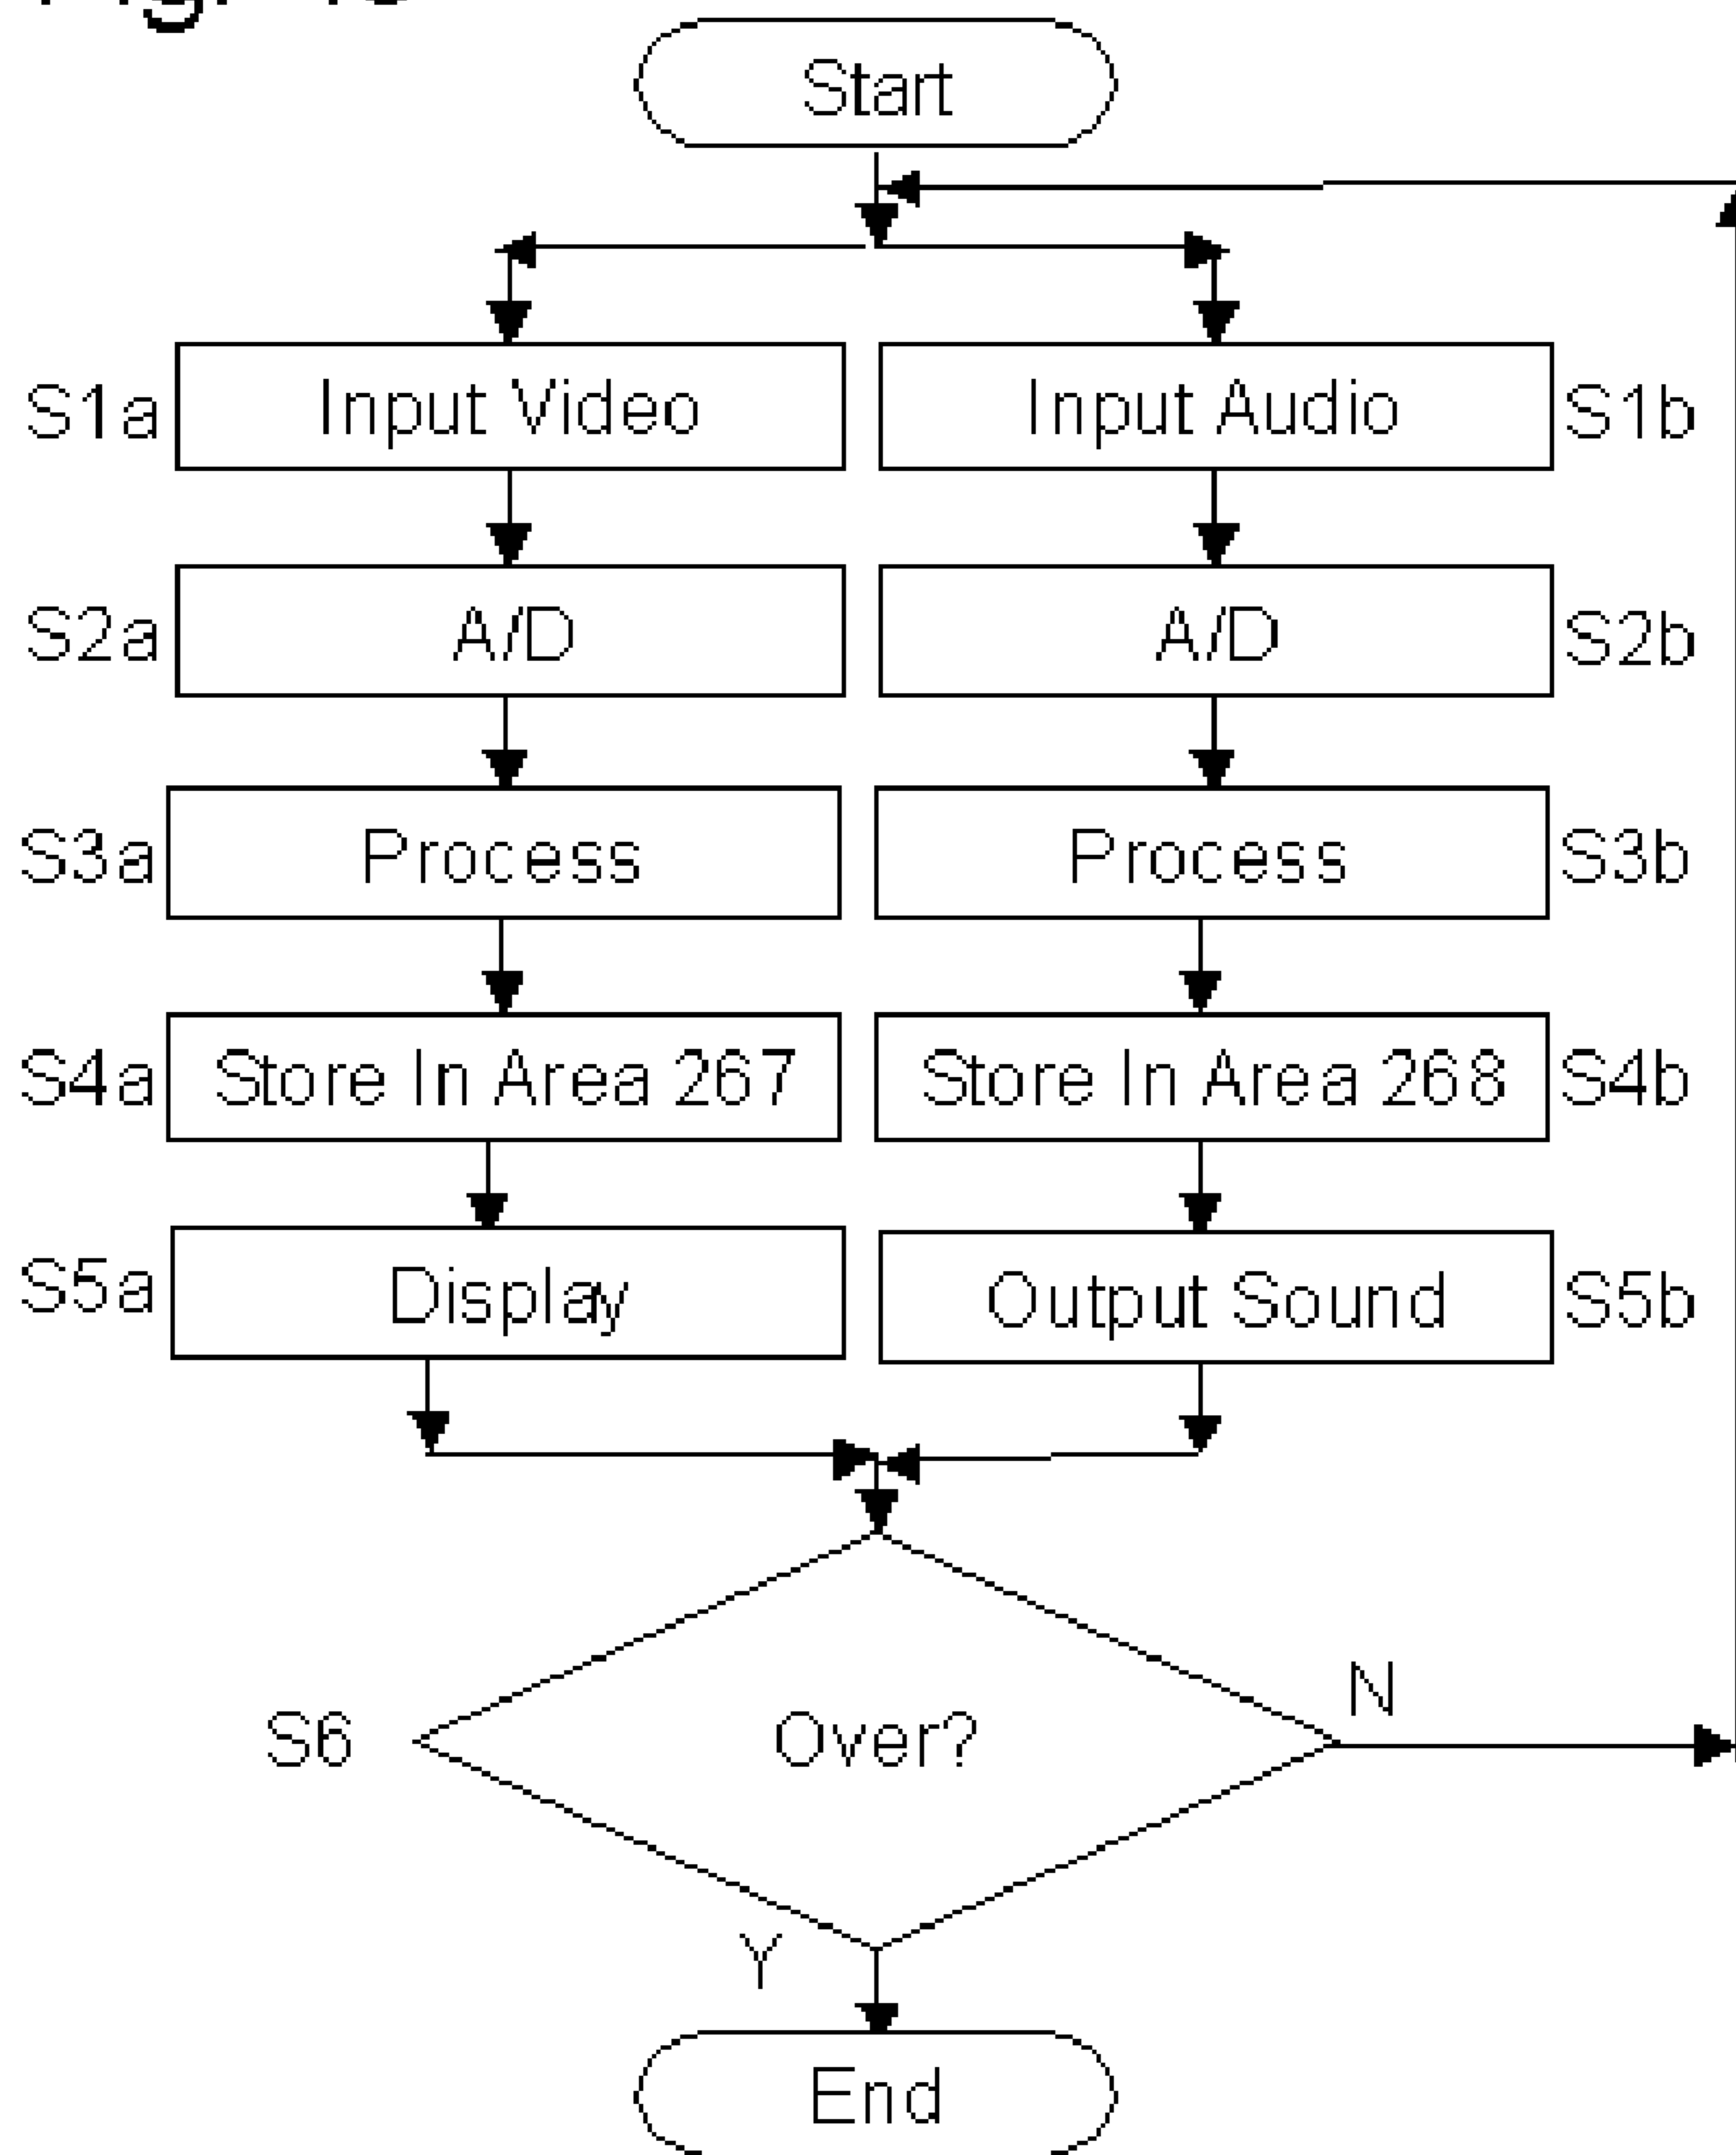 Start
S1a Input Video Input Audio S1b
S2a A/D A/D S2b
S3a Process Process S3b
S4a Store In Area 267 Store In Area 268 S4b
S5a Display Output Sound S5b
S6 Over? N
Y
End